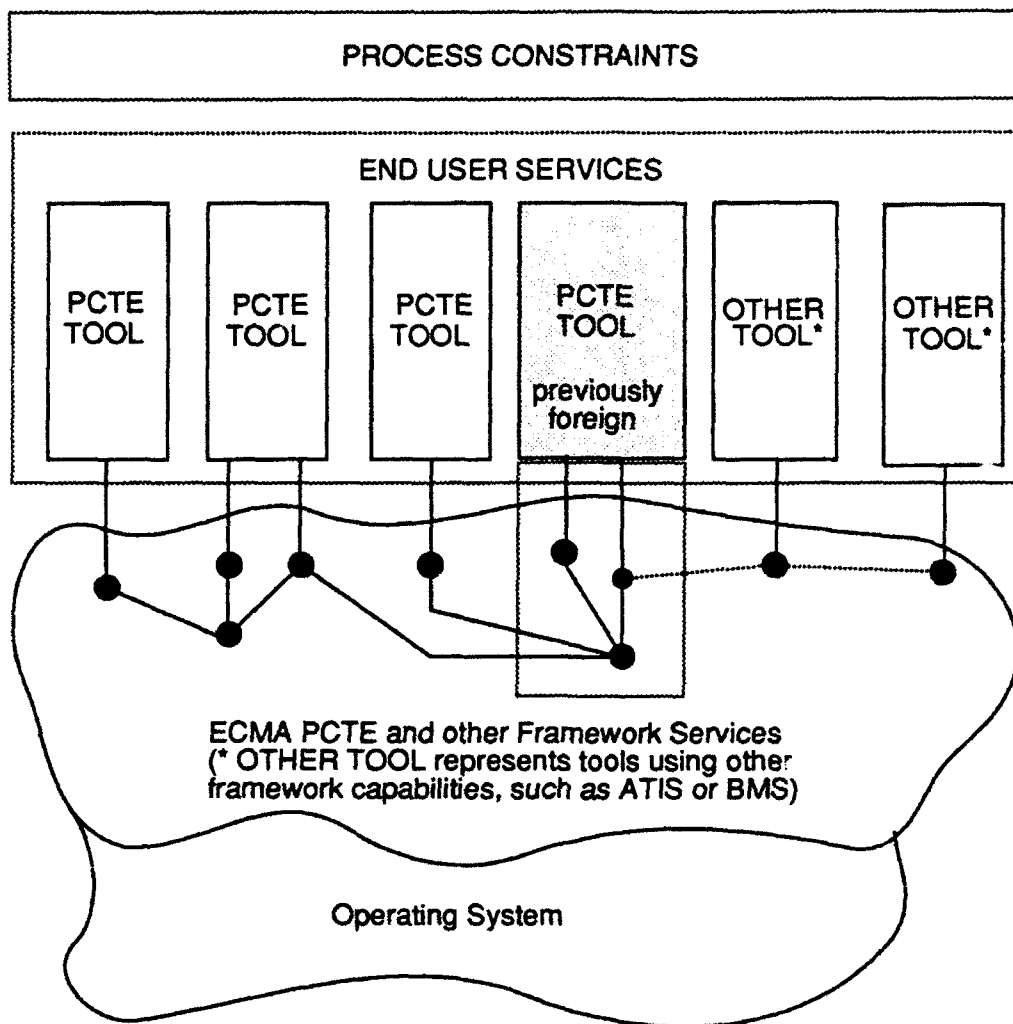 PROCESS CONSTRAINTS
END USER SERVICES
PCTE
TOOL
PCTE
TOOL
PCTE
TOOL
PCTE
TOOL
previously
foreign
OTHER
TOOL*
OTHER
TOOL*
ECMA PCTE and other Framework Services
(* OTHER TOOL represents tools using other
framework capabilities, such as ATIS or BMS)
Operating System